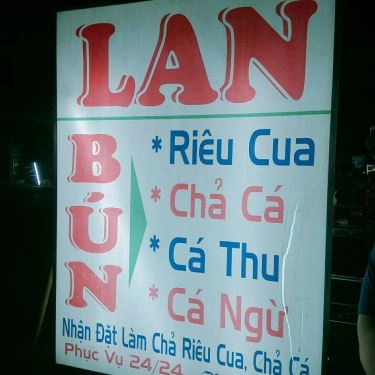 LAN
BÚN
* Riêu Cua
* Chả Cá
* Cá Thu
* Cá Ngừ
Nhận Đặt Làm Chả Riêu Cua, Chả Cá
Phục Vụ 24/24